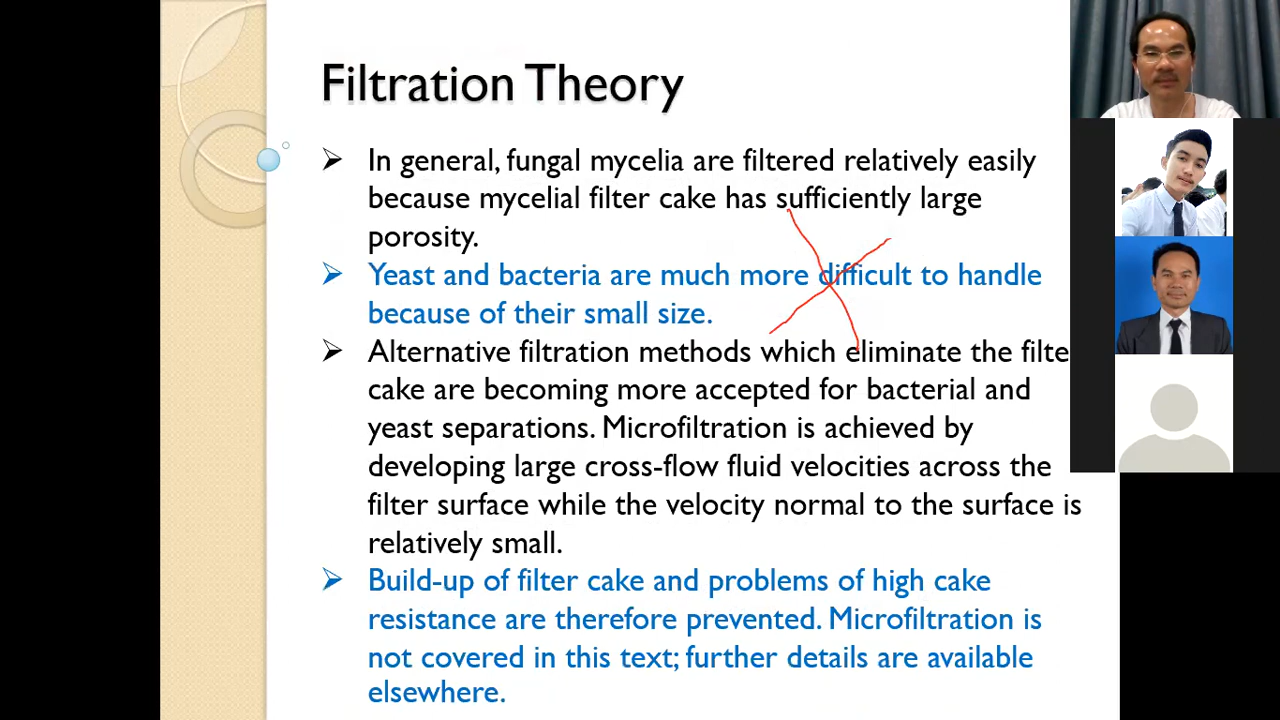 Filtration Theory
In general, fungal mycelia are filtered relatively easily
because mycelial filter cake has sufficiently large
porosity.
Yeast and bacteria are much more difficult to handle
because of their small size.
Alternative filtration methods which eliminate the filte
cake are becoming more accepted for bacterial and
yeast separations. Microfiltration is achieved by
developing large cross-flow fluid velocities across the
filter surface while the velocity normal to the surface is
relatively small.
Build-up of filter cake and problems of high cake
resistance are therefore prevented. Microfiltration is
not covered in this text; further details are available
elsewhere.